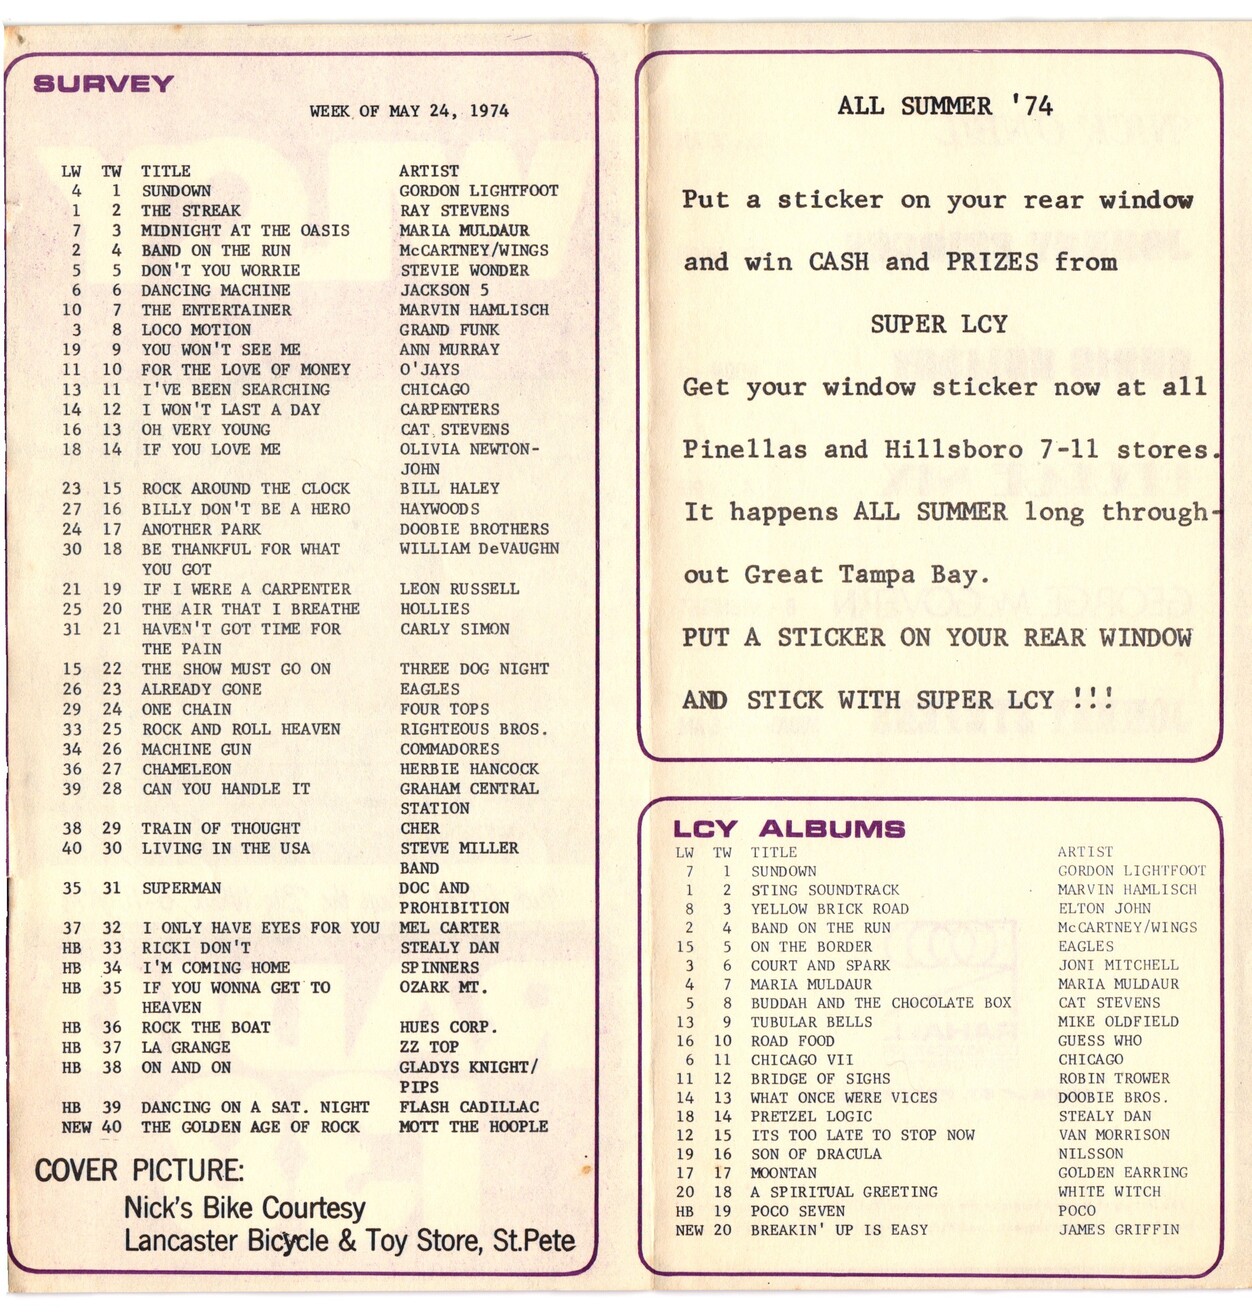 SURVEY
WEEK OF MAY 24, 1974
LW TW TITLE ARTIST
4 1 SUNDOWN GORDON LIGHTFOOT
1 2 THE STREAK RAY STEVENS
7 3 MIDNIGHT AT THE OASIS MARIA MULDAUR
2 4 BAND ON THE RUN McCARTNEY/WINGS
5 5 DON'T YOU WORRIE STEVIE WONDER
6 6 DANCING MACHINE JACKSON 5
10 7 THE ENTERTAINER MARVIN HAMLISCH
3 8 LOCO MOTION GRAND FUNK
19 9 YOU WON'T SEE ME ANN MURRAY
11 10 FOR THE LOVE OF MONEY O'JAYS
13 11 I'VE BEEN SEARCHING CHICAGO
14 12 I WON'T LAST A DAY CARPENTERS
16 13 OH VERY YOUNG CAT STEVENS
18 14 IF YOU LOVE ME OLIVIA NEWTON-
JOHN
23 15 ROCK AROUND THE CLOCK BILL HALEY
27 16 BILLY DON'T BE A HERO HAYWOODS
24 17 ANOTHER PARK DOOBIE BROTHERS
30 18 BE THANKFUL FOR WHAT WILLIAM DeVAUGHN
YOU GOT
21 19 IF I WERE A CARPENTER LEON RUSSELL
25 20 THE AIR THAT I BREATHE HOLLIES
31 21 HAVEN'T GOT TIME FOR CARLY SIMON
THE PAIN
15 22 THE SHOW MUST GO ON THREE DOG NIGHT
26 23 ALREADY GONE EAGLES
29 24 ONE CHAIN FOUR TOPS
33 25 ROCK AND ROLL HEAVEN RIGHTEOUS BROS.
34 26 MACHINE GUN COMMADORES
36 27 CHAMELEON HERBIE HANCOCK
39 28 CAN YOU HANDLE IT GRAHAM CENTRAL
STATION
38 29 TRAIN OF THOUGHT CHER
40 30 LIVING IN THE USA STEVE MILLER
BAND
35 31 SUPERMAN DOC AND
PROHIBITION
37 32 I ONLY HAVE EYES FOR YOU MEL CARTER
HB 33 RICKI DON'T STEALY DAN
HB 34 I'M COMING HOME SPINNERS
HB 35 IF YOU WONNA GET TO OZARK MT.
HEAVEN
HB 36 ROCK THE BOAT HUES CORP.
HB 37 LA GRANGE ZZ TOP
HB 38 ON AND ON GLADYS KNIGHT/
PIPS
HB 39 DANCING ON A SAT. NIGHT FLASH CADILLAC
NEW 40 THE GOLDEN AGE OF ROCK MOTT THE HOOPLE
COVER PICTURE:
Nick's Bike Courtesy
Lancaster Bicycle & Toy Store, St.Pete
ALL SUMMER '74
Put a sticker on your rear window
and win CASH and PRIZES from
SUPER LCY
Get your window sticker now at all
Pinellas and Hillsboro 7-11 stores.
It happens ALL SUMMER long through-
out Great Tampa Bay.
PUT A STICKER ON YOUR REAR WINDOW
AND STICK WITH SUPER LCY !!!
LCY ALBUMS
LW TW TITLE ARTIST
7 1 SUNDOWN GORDON LIGHTFOOT
1 2 STING SOUNDTRACK MARVIN HAMLISCH
8 3 YELLOW BRICK ROAD ELTON JOHN
2 4 BAND ON THE RUN McCARTNEY/WINGS
15 5 ON THE BORDER EAGLES
3 6 COURT AND SPARK JONI MITCHELL
4 7 MARIA MULDAUR MARIA MULDAUR
5 8 BUDDAH AND THE CHOCOLATE BOX CAT STEVENS
13 9 TUBULAR BELLS MIKE OLDFIELD
16 10 ROAD FOOD GUESS WHO
6 11 CHICAGO VII CHICAGO
11 12 BRIDGE OF SIGHS ROBIN TROWER
14 13 WHAT ONCE WERE VICES DOOBIE BROS.
18 14 PRETZEL LOGIC STEALY DAN
12 15 ITS TOO LATE TO STOP NOW VAN MORRISON
19 16 SON OF DRACULA NILSSON
17 17 MOONTAN GOLDEN EARRING
20 18 A SPIRITUAL GREETING WHITE WITCH
HB 19 POCO SEVEN POCO
NEW 20 BREAKIN' UP IS EASY JAMES GRIFFIN